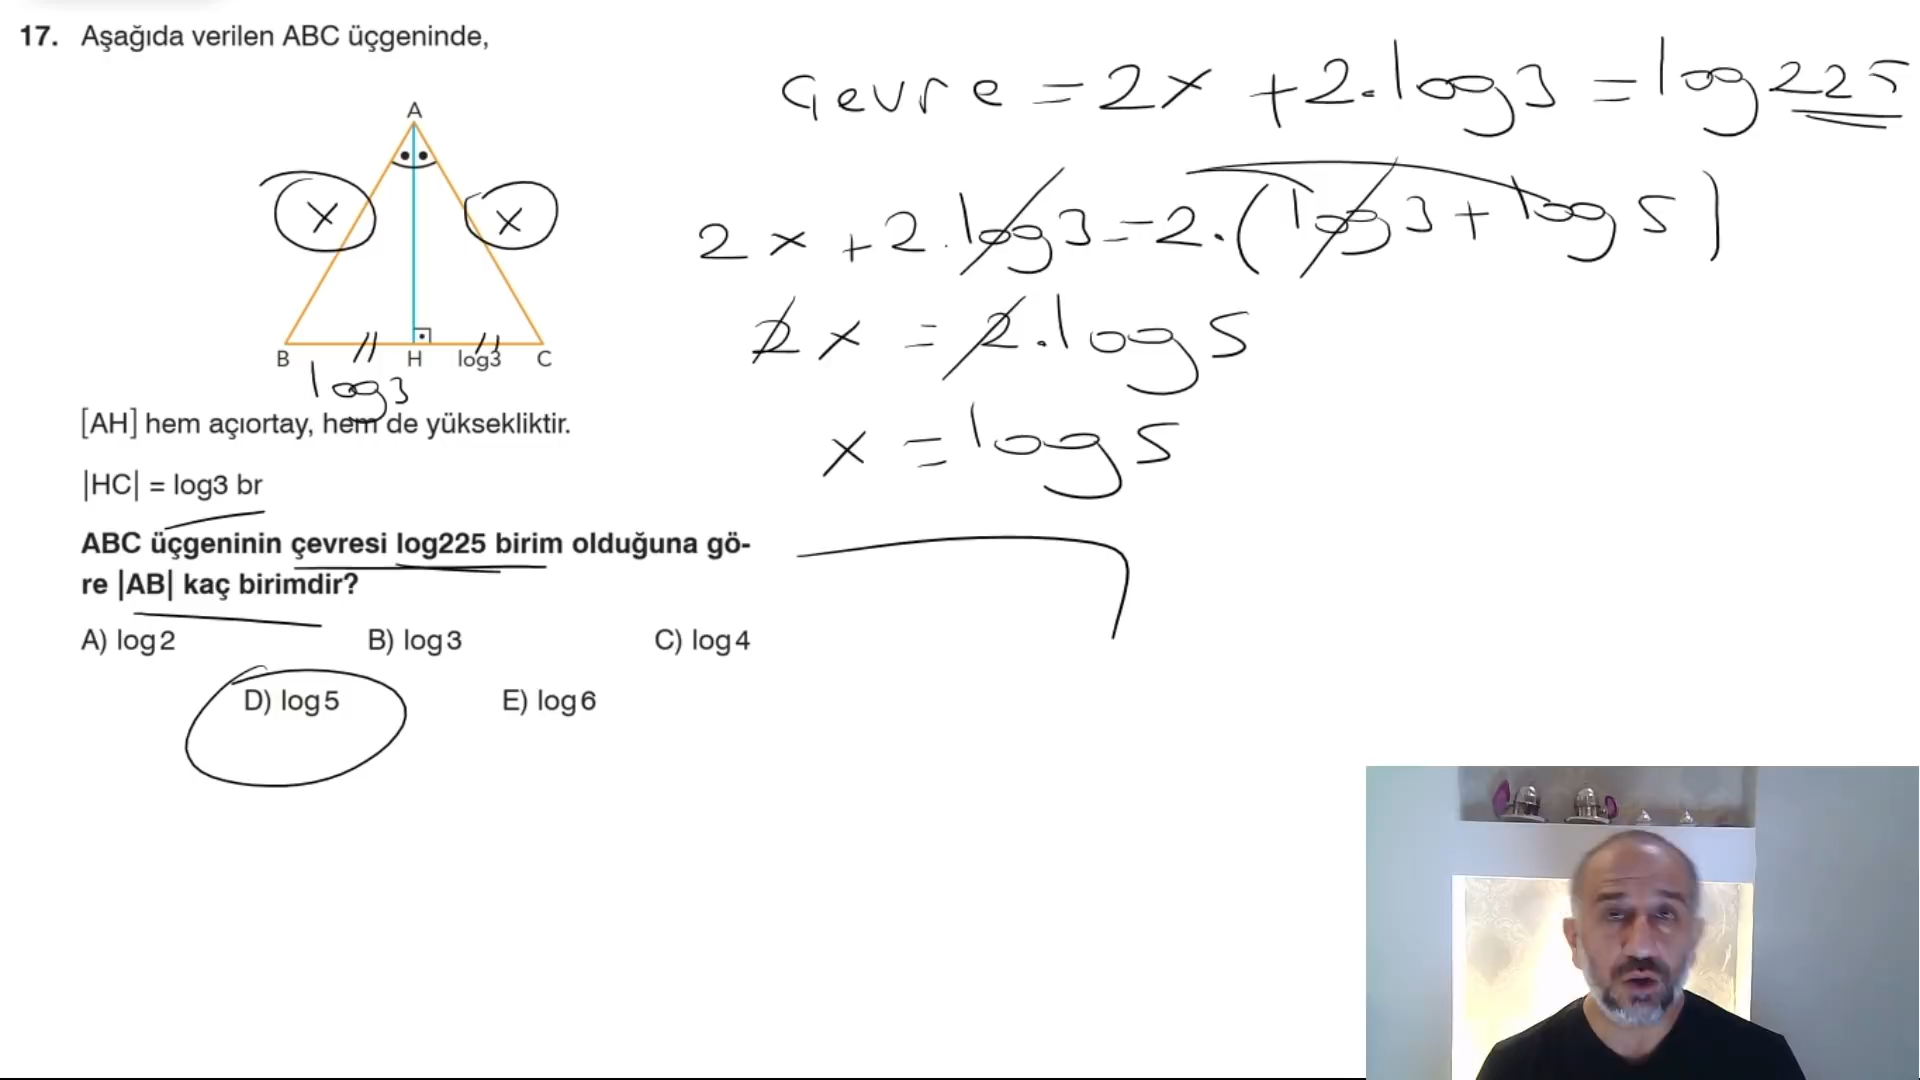 17. Aşağıda verilen ABC üçgeninde,
A
x
x
B
H
log3
C
log3
[AH] hem açıortay, hem de yüksekliktir.
|HC| = log3 br
ABC üçgeninin çevresi log225 birim olduğuna gö-
re |AB| kaç birimdir?
A) log2 B) log3 C) log4
D) log5 E) log6
Çevre = 2x + 2.log3 = log225
2x + 2.log3 = 2.(log3 + log5)
2x = 2.log5
x = log5